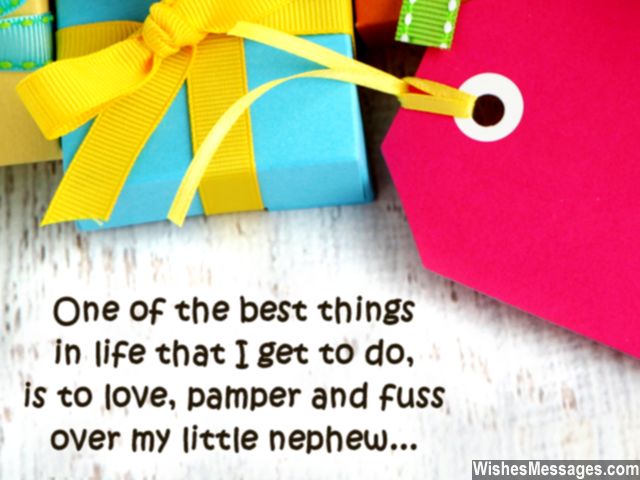 One of the best things
in life that I get to do,
is to love, pamper and fuss
over my little nephew...
WishesMessages.com